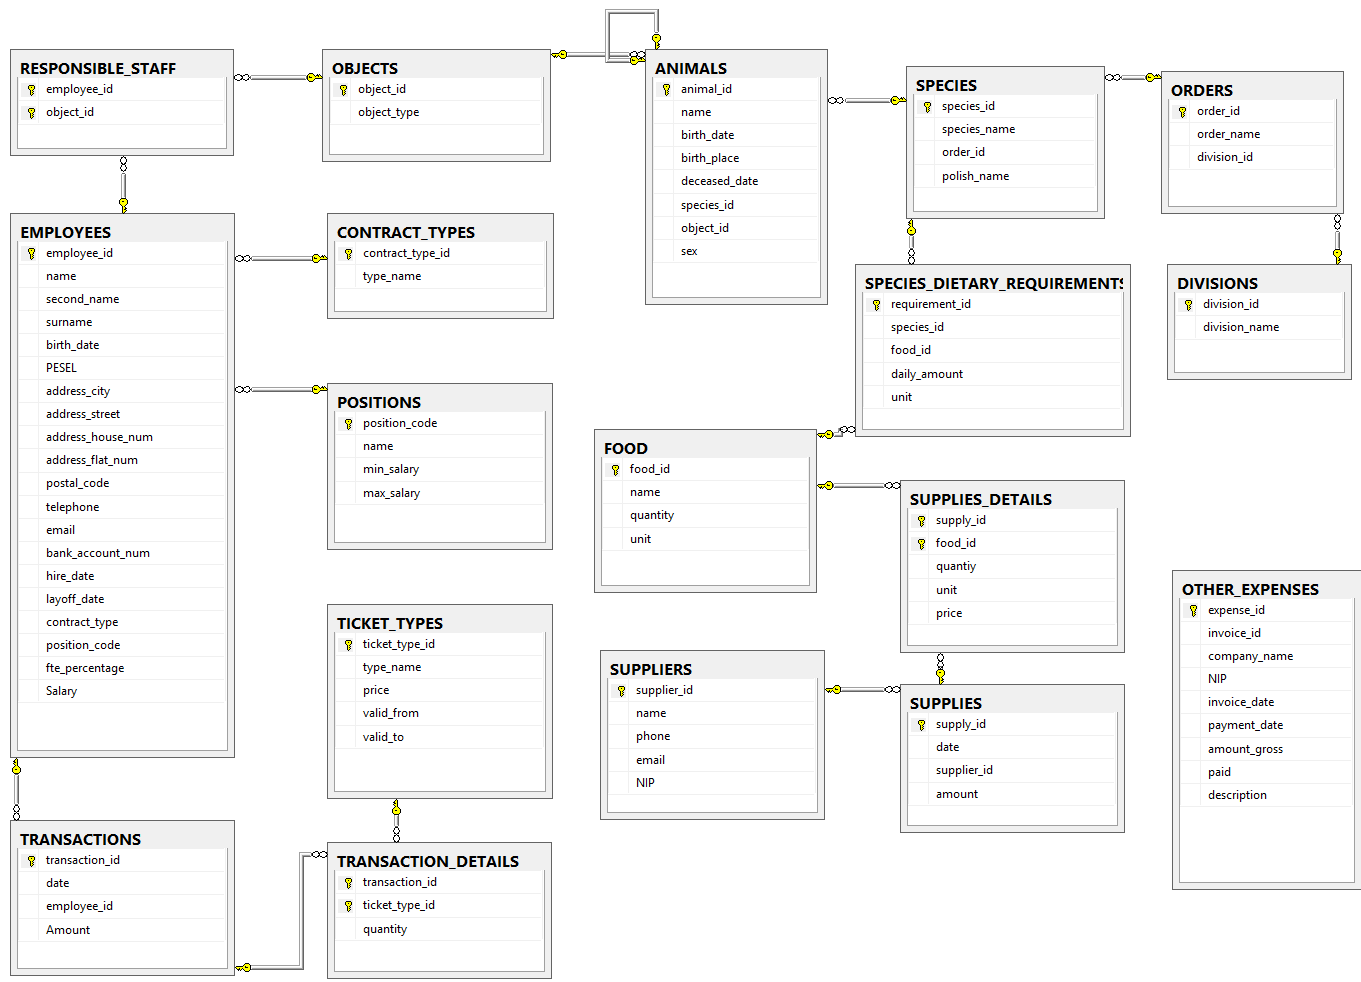 RESPONSIBLE_STAFF
employee_id
object_id
OBJECTS
object_id
object_type
ANIMALS
animal_id
name
birth_date
birth_place
deceased_date
species_id
object_id
sex
SPECIES
species_id
species_name
order_id
polish_name
ORDERS
order_id
order_name
division_id
EMPLOYEES
employee_id
name
second_name
surname
birth_date
PESEL
address_city
address_street
address_house_num
address_flat_num
postal_code
telephone
email
bank_account_num
hire_date
layoff_date
contract_type
position_code
fte_percentage
Salary
CONTRACT_TYPES
contract_type_id
type_name
SPECIES_DIETARY_REQUIREMENTS
requirement_id
species_id
food_id
daily_amount
unit
DIVISIONS
division_id
division_name
POSITIONS
position_code
name
min_salary
max_salary
FOOD
food_id
name
quantity
unit
SUPPLIES_DETAILS
supply_id
food_id
quantiy
unit
price
OTHER_EXPENSES
expense_id
invoice_id
company_name
NIP
invoice_date
payment_date
amount_gross
paid
description
TICKET_TYPES
ticket_type_id
type_name
price
valid_from
valid_to
SUPPLIERS
supplier_id
name
phone
email
NIP
SUPPLIES
supply_id
date
supplier_id
amount
TRANSACTIONS
transaction_id
date
employee_id
Amount
TRANSACTION_DETAILS
transaction_id
ticket_type_id
quantity